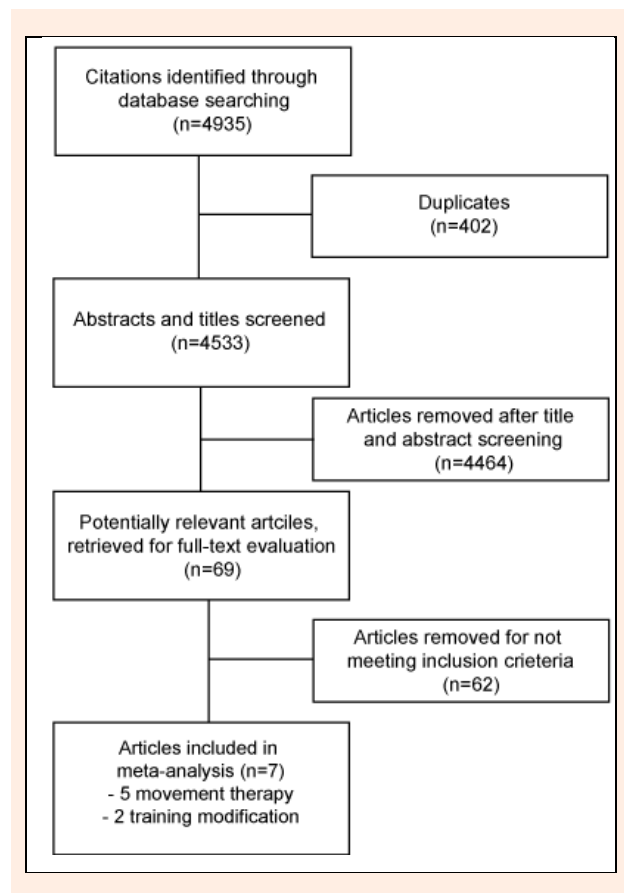 Citations identified through
database searching
(n=4935)
Duplicates
(n=402)
Abstracts and titles screened
(n=4533)
Articles removed after title
and abstract screening
(n=4464)
Potentially relevant artciles,
retrieved for full-text evaluation
(n=69)
Articles removed for not
meeting inclusion crieteria
(n=62)
Articles included in
meta-analysis (n=7)
- 5 movement therapy
- 2 training modification